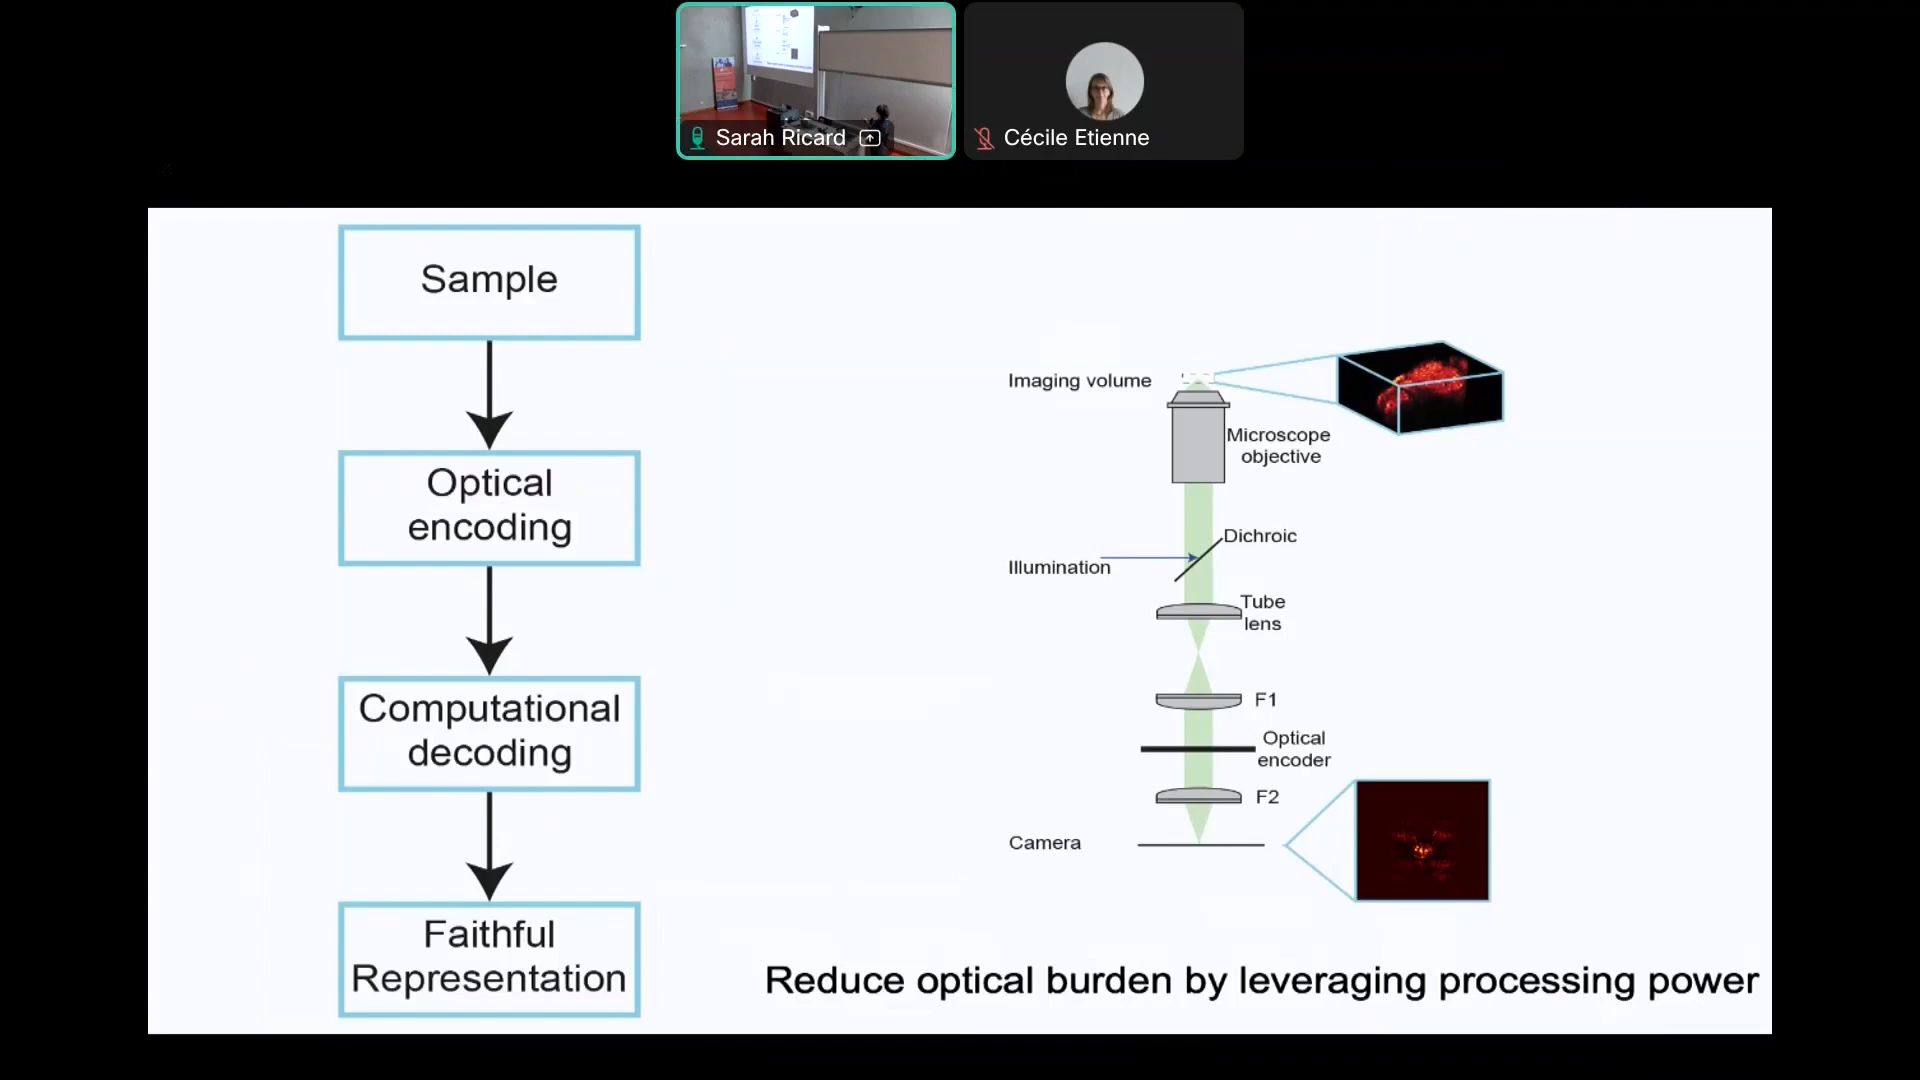 Sarah Ricard
Cécile Etienne
Sample
Optical
encoding
Computational
decoding
Faithful
Representation
Imaging volume
Microscope
objective
Dichroic
Illumination
Tube
lens
F1
Optical
encoder
F2
Camera
Reduce optical burden by leveraging processing power